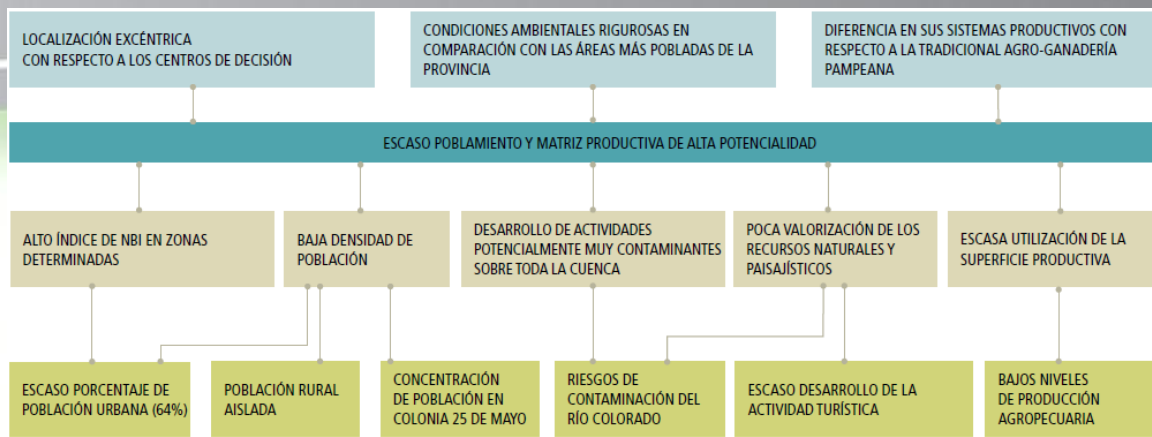 LOCALIZACIÓN EXCÉNTRICA
CON RESPECTO A LOS CENTROS DE DECISIÓN
CONDICIONES AMBIENTALES RIGUROSAS EN
COMPARACIÓN CON LAS ÁREAS MÁS POBLADAS DE LA
PROVINCIA
DIFERENCIA EN SUS SISTEMAS PRODUCTIVOS CON
RESPECTO A LA TRADICIONAL AGRO-GANADERÍA
PAMPEANA
ESCASO POBLAMIENTO Y MATRIZ PRODUCTIVA DE ALTA POTENCIALIDAD
ALTO ÍNDICE DE NBI EN ZONAS
DETERMINADAS
BAJA DENSIDAD DE
POBLACIÓN
DESARROLLO DE ACTIVIDADES
POTENCIALMENTE MUY CONTAMINANTES
SOBRE TODA LA CUENCA
POCA VALORIZACIÓN DE LOS
RECURSOS NATURALES Y
PAISAJÍSTICOS
ESCASA UTILIZACIÓN DE LA
SUPERFICIE PRODUCTIVA
ESCASO PORCENTAJE DE
POBLACIÓN URBANA (64%)
POBLACIÓN RURAL
AISLADA
CONCENTRACIÓN
DE POBLACIÓN EN
COLONIA 25 DE MAYO
RIESGOS DE
CONTAMINACIÓN DEL
RÍO COLORADO
ESCASO DESARROLLO DE LA
ACTIVIDAD TURÍSTICA
BAJOS NIVELES
DE PRODUCCIÓN
AGROPECUARIA